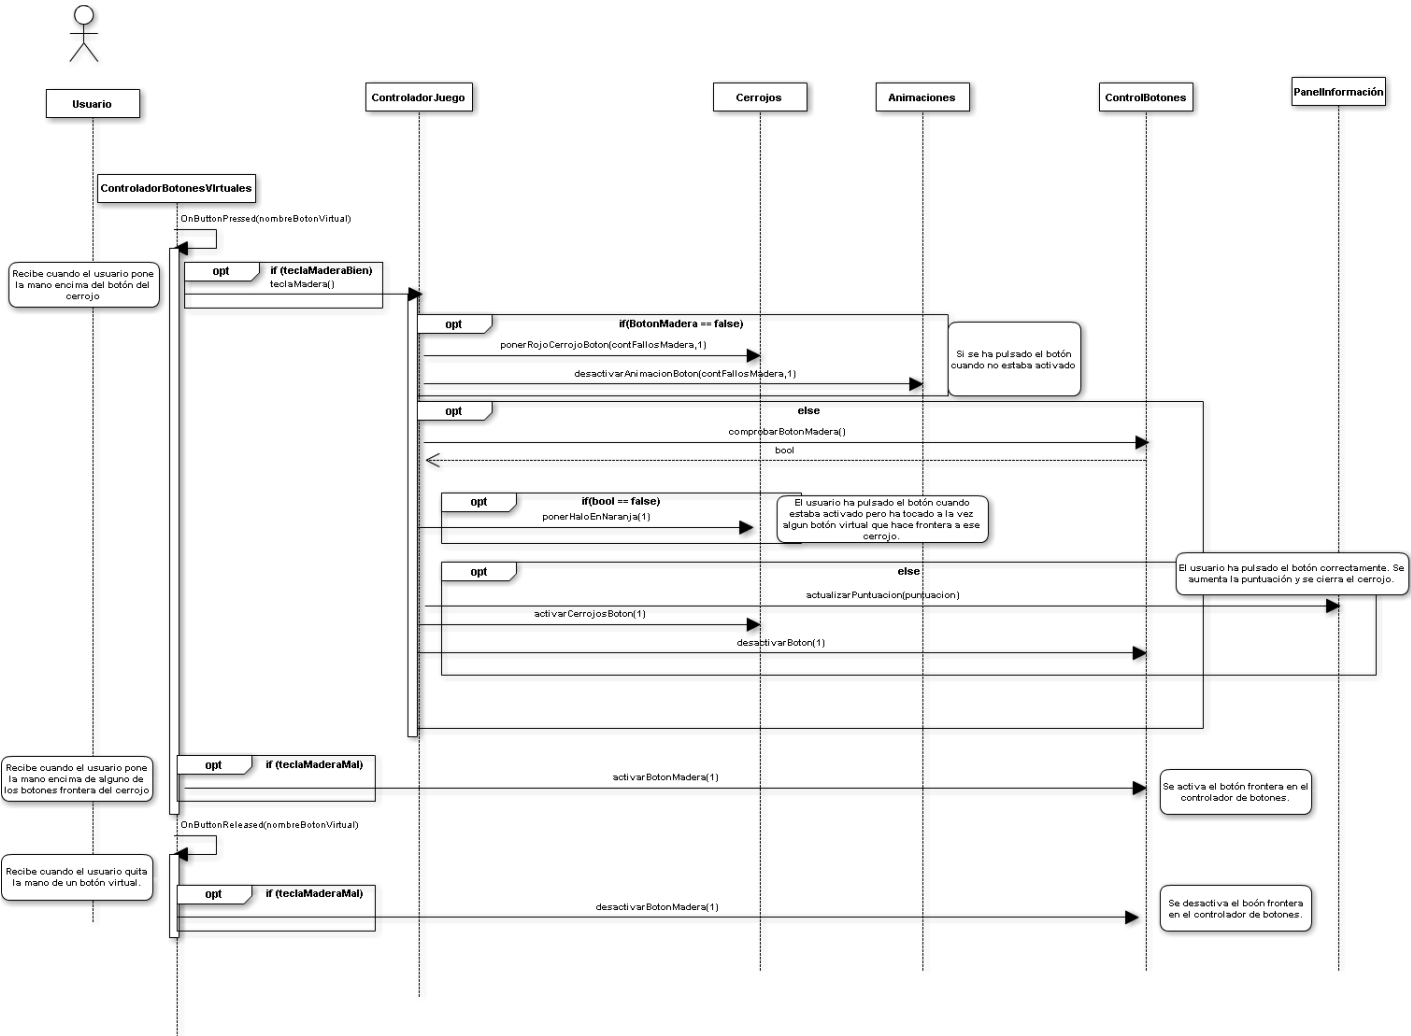 Usuario
ControladorJuego
Cerrojos
Animaciones
ControlBotones
PanelInformación
ControladorBotonesVIrtuales
OnButtonPressed(nombreBotonVirtual)
Recibe cuando el usuario pone
la mano encima del botón del
cerrojo
opt
if (teclaMaderaBien)
teclaMadera()
opt
if(BotonMadera == false)
ponerRojoCerrojoBoton(contFallosMadera,1)
desactivarAnimacionBoton(contFallosMadera,1)
Si se ha pulsado el botón
cuando no estaba activado
opt
else
comprobarBotonMadera()
bool
opt
if(bool == false)
ponerHaloEnNaranja(1)
El usuario ha pulsado el botón cuando
estaba activado pero ha tocado a la vez
algun botón virtual que hace frontera a ese
cerrojo.
opt
else
El usuario ha pulsado el botón correctamente. Se
aumenta la puntuación y se cierra el cerrojo.
actualizarPuntuacion(puntuacion)
activarCerrojosBoton(1)
desactivarBoton(1)
Recibe cuando el usuario pone
la mano encima de alguno de
los botones frontera del cerrojo
opt
if (teclaMaderaMal)
activarBotonMadera(1)
Se activa el botón frontera en el
controlador de botones.
OnButtonReleased(nombreBotonVirtual)
Recibe cuando el usuario quita
la mano de un botón virtual.
opt
if (teclaMaderaMal)
desactivarBotonMadera(1)
Se desactiva el boón frontera
en el controlador de botones.